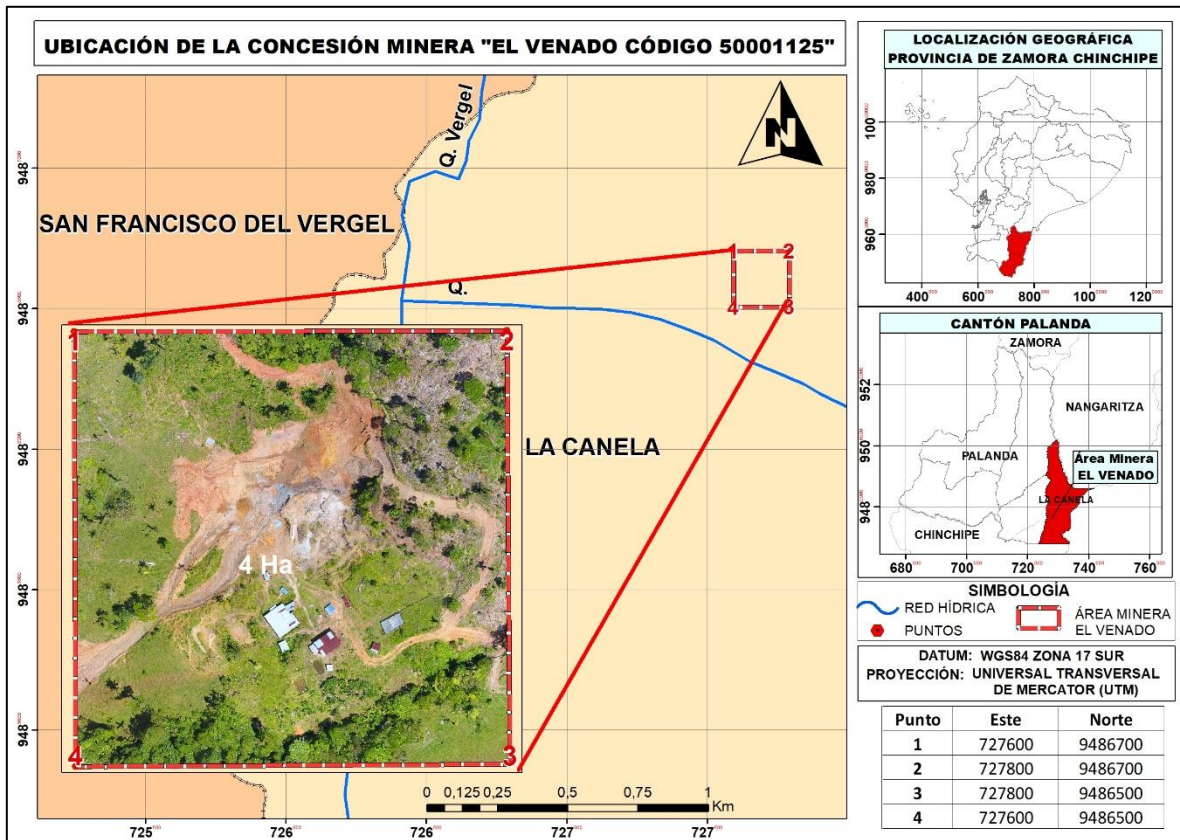 UBICACIÓN DE LA CONCESIÓN MINERA "EL VENADO CÓDIGO 50001125"
Q. Vergel
N
SAN FRANCISCO DEL VERGEL
1 2
Q.
4 3
1 2
LA CANELA
4 Ha
4 3
0 0,125 0,25 0,5 0,75 1
Km
948
948
948
948
948
725 726 726 727 727
LOCALIZACIÓN GEOGRÁFICA
PROVINCIA DE ZAMORA CHINCHIPE
100
980
960
400 600 800 100 120
CANTÓN PALANDA
ZAMORA
952
NANGARITZA
950
PALANDA
Área Minera
EL VENADO
LA CANELA
948
CHINCHIPE
680 700 720 740 760
SIMBOLOGÍA
RED HÍDRICA
ÁREA MINERA
EL VENADO
PUNTOS
DATUM: WGS84 ZONA 17 SUR
PROYECCIÓN: UNIVERSAL TRANSVERSAL
DE MERCATOR (UTM)
Punto Este Norte
1 727600 9486700
2 727800 9486700
3 727800 9486500
4 727600 9486500